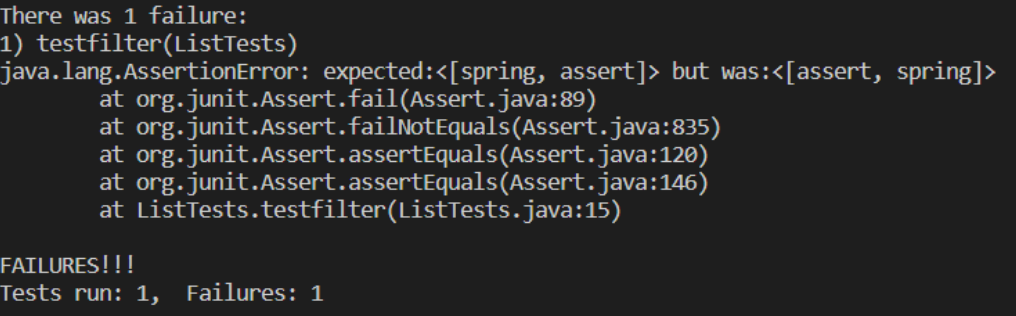 There was 1 failure:
1) testfilter(ListTests)
java.lang.AssertionError: expected:<[spring, assert]> but was:<[assert, spring]>
        at org.junit.Assert.fail(Assert.java:89)
        at org.junit.Assert.failNotEquals(Assert.java:835)
        at org.junit.Assert.assertEquals(Assert.java:120)
        at org.junit.Assert.assertEquals(Assert.java:146)
        at ListTests.testfilter(ListTests.java:15)

FAILURES!!!
Tests run: 1,  Failures: 1